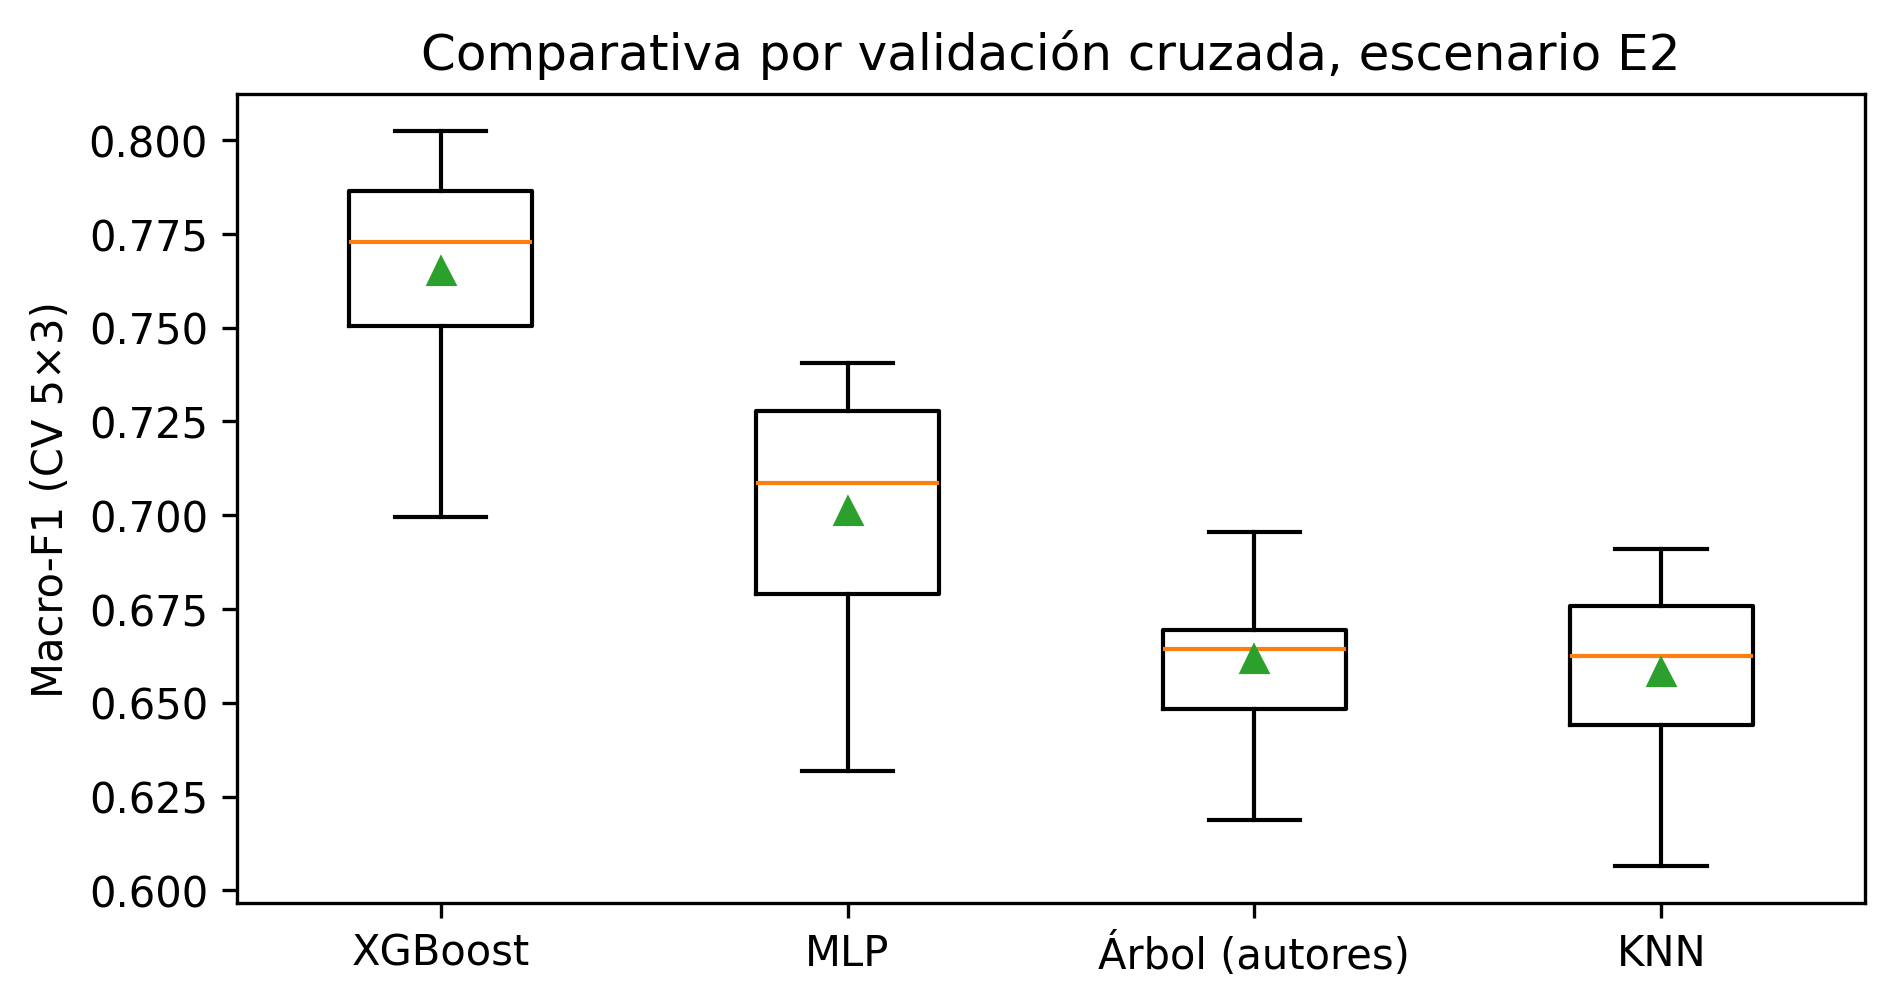 Comparativa por validación cruzada, escenario E2
Macro-F1 (CV 5×3)
0.800
0.775
0.750
0.725
0.700
0.675
0.650
0.625
0.600
XGBoost
MLP
Árbol (autores)
KNN